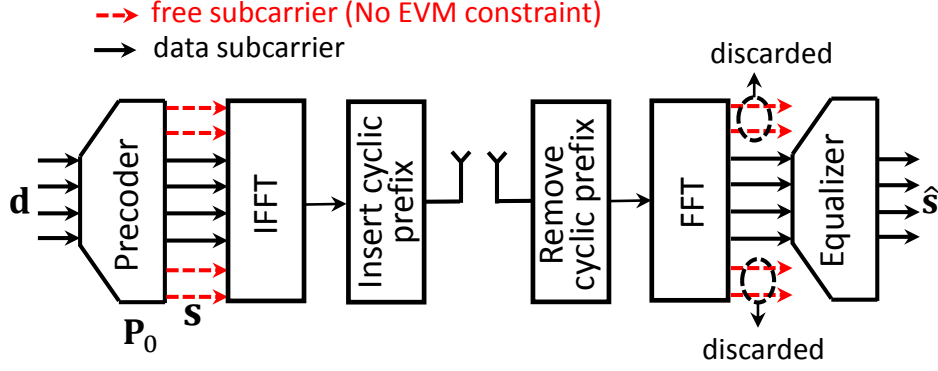 free subcarrier (No EVM constraint)
data subcarrier
discarded
d
Precoder
P₀
s
IFFT
Insert cyclic
prefix
Remove
cyclic prefix
FFT
Equalizer
ŝ
discarded